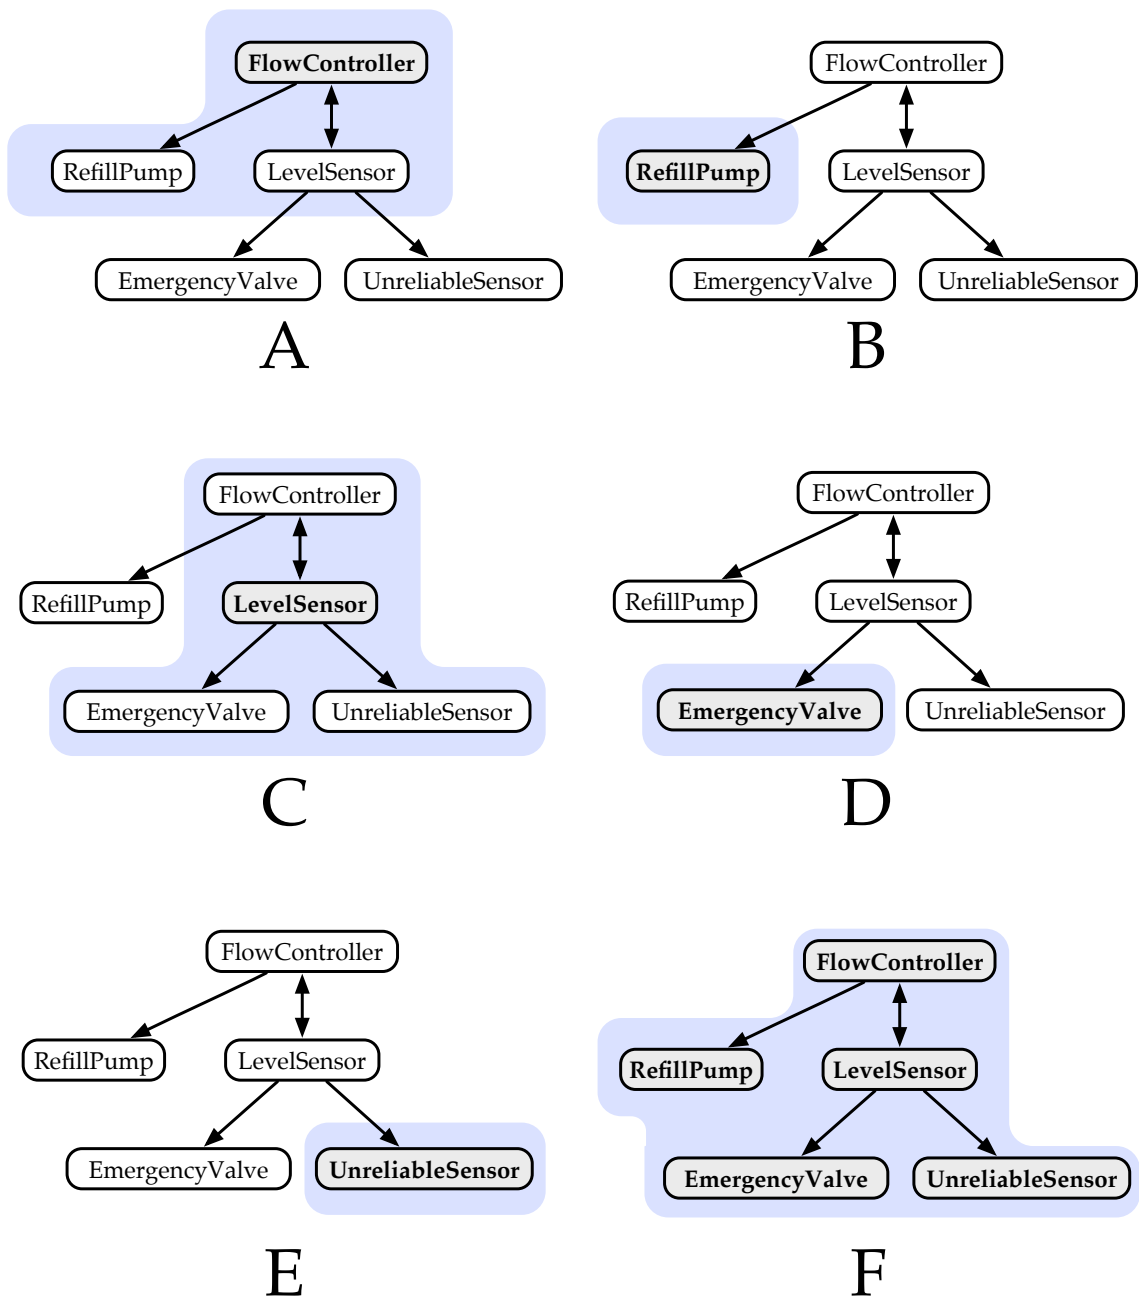 FlowController
RefillPump LevelSensor
EmergencyValve UnreliableSensor
A
FlowController
RefillPump LevelSensor
EmergencyValve UnreliableSensor
B
FlowController
RefillPump LevelSensor
EmergencyValve UnreliableSensor
C
FlowController
RefillPump LevelSensor
EmergencyValve UnreliableSensor
D
FlowController
RefillPump LevelSensor
EmergencyValve UnreliableSensor
E
FlowController
RefillPump LevelSensor
EmergencyValve UnreliableSensor
F